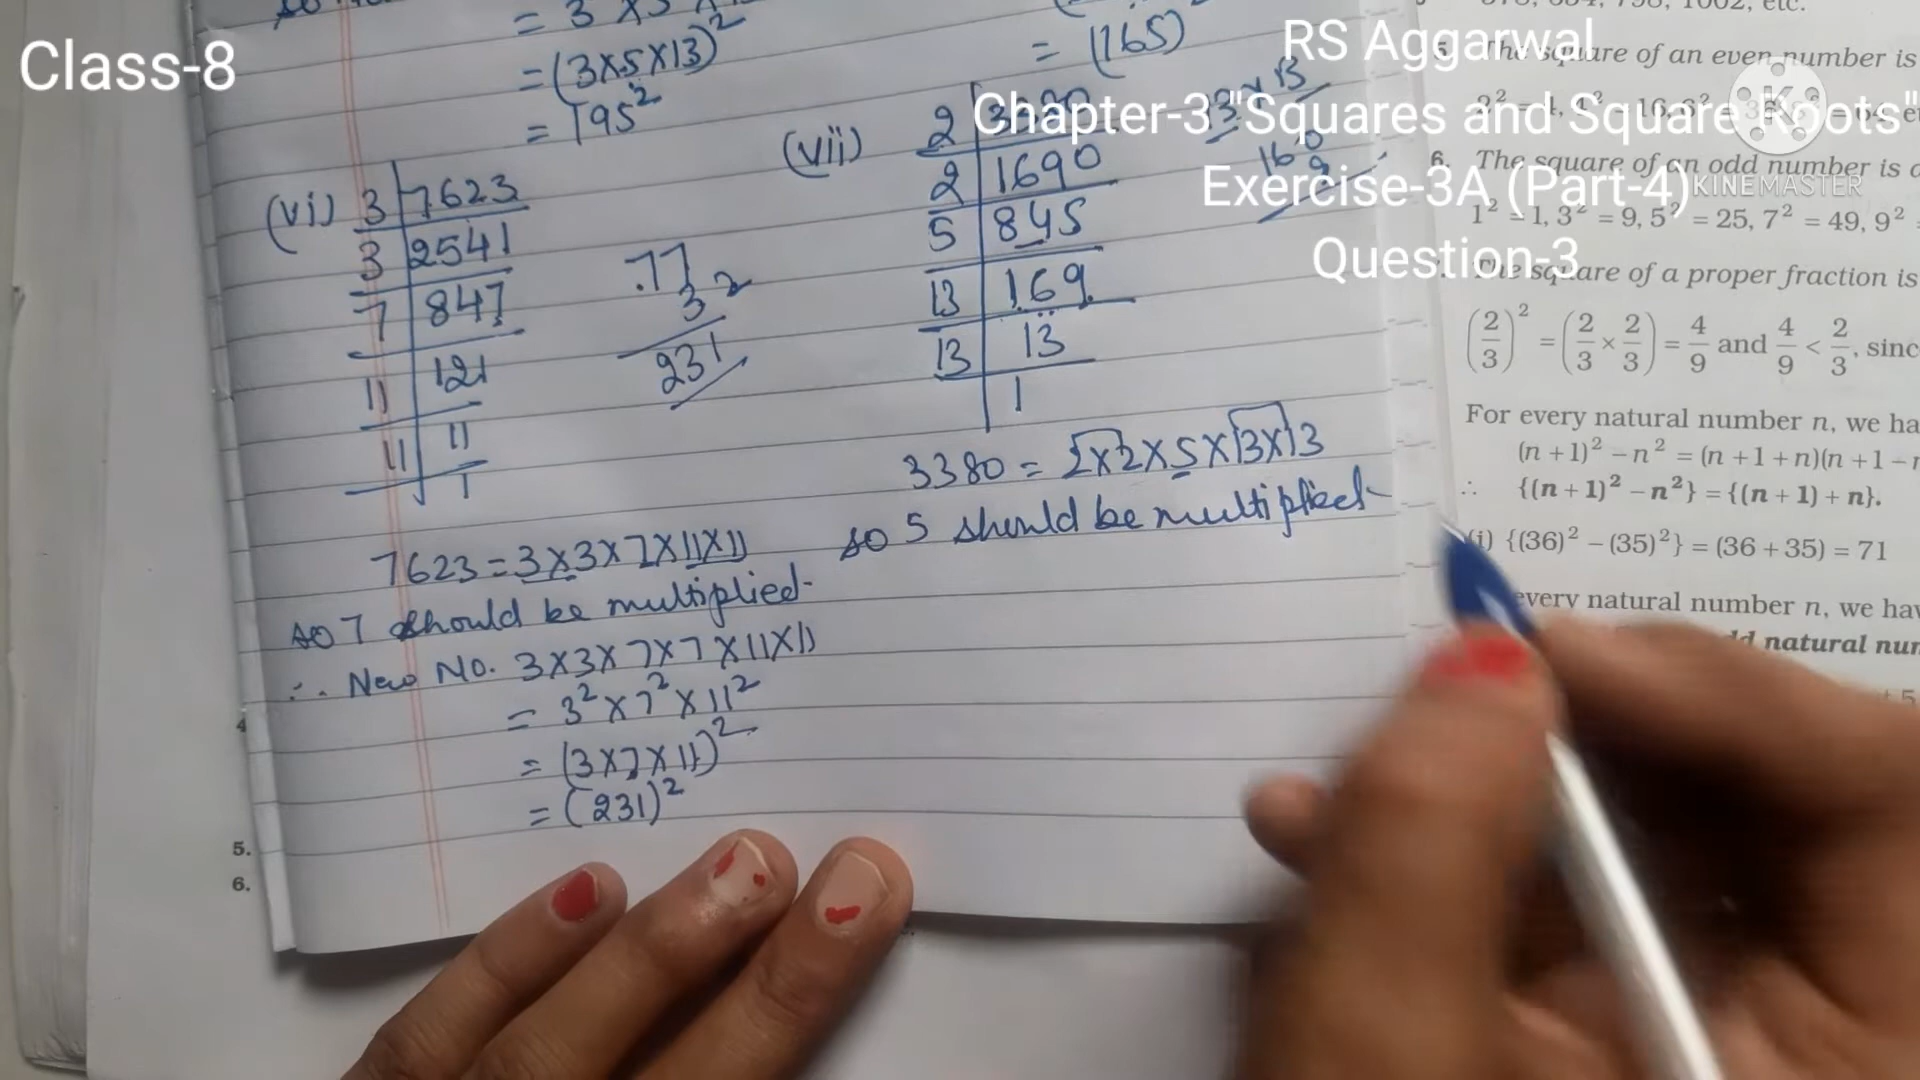 Class-8
RS Aggarwal
Chapter-3 "Squares and Square Roots"
Exercise-3A (Part-4)
Question-3
KINEMASTER
= (3×5×13)²
= 195²
= (165)
(vi) 3 | 7623
3 | 2541
7 | 847
11 | 121
11 | 11
1
77
3 2
231
7623 = 3×3×7×11×11
so 7 should be multiplied.
∴ New No. 3×3×7×7×11×11
= 3²×7²×11²
= (3×7×11)²
= (231)²
(vii) 2 | 3380
2 | 1690
5 | 845
13 | 169
13 | 13
1
13×13
3380 = 2×2×5×13×13
so 5 should be multiplied
4
5.
6.
The square of an even number is
6. The square of an odd number is
1² = 1, 3² = 9, 5² = 25, 7² = 49, 9²
The square of a proper fraction is
(2/3)² = (2/3 × 2/3) = 4/9 and 4/9 < 2/3, sinc
For every natural number n, we ha
(n + 1)² − n² = (n + 1 + n)(n + 1 −
∴ {(n + 1)² − n²} = {(n + 1) + n}.
(i) {(36)² − (35)²} = (36 + 35) = 71
every natural number n, we hav
natural nu